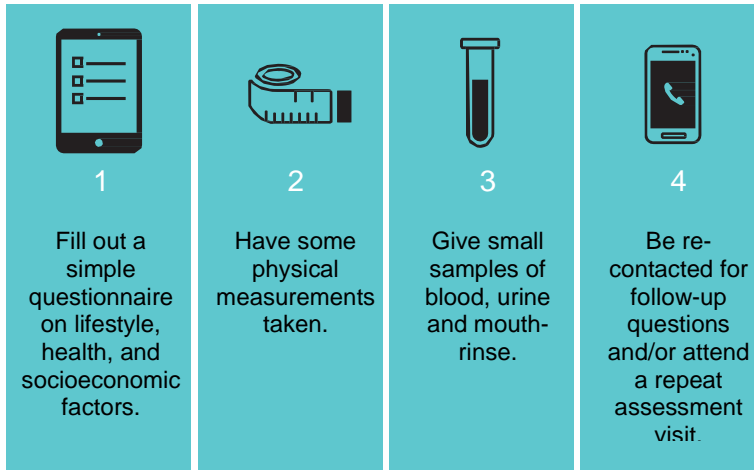 1
Fill out a
simple
questionnaire
on lifestyle,
health, and
socioeconomic
factors.
2
Have some
physical
measurements
taken.
3
Give small
samples of
blood, urine
and mouth-
rinse.
4
Be re-
contacted for
follow-up
questions
and/or attend
a repeat
assessment
visit.